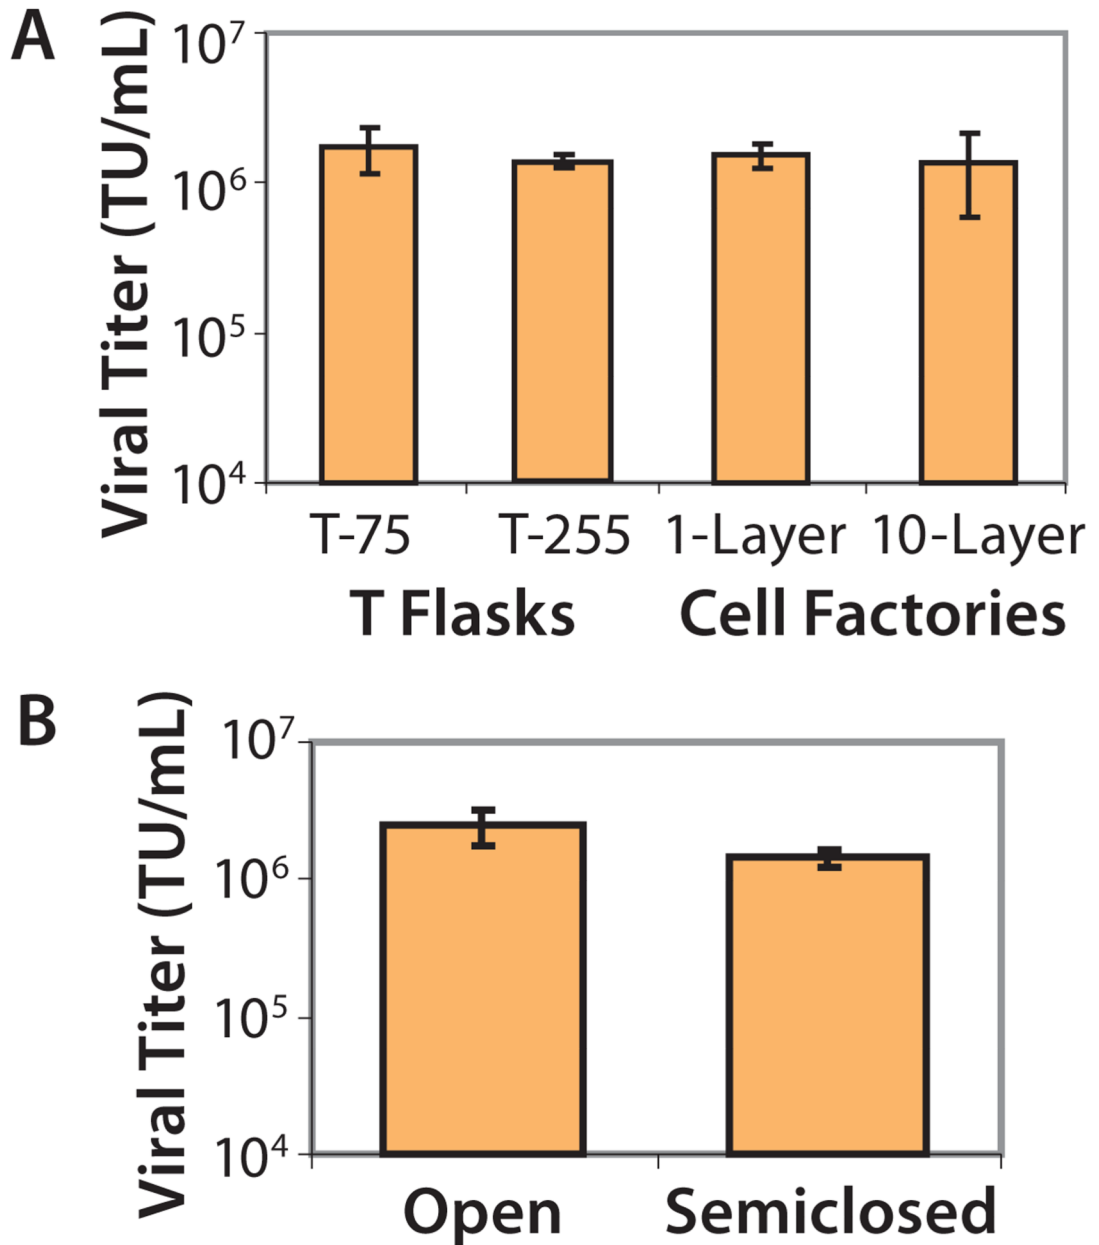 A
Viral Titer (TU/mL)
10⁷
10⁶
10⁵
10⁴
T-75 T-255 1-Layer 10-Layer
T Flasks Cell Factories
B
Viral Titer (TU/mL)
10⁷
10⁶
10⁵
10⁴
Open Semiclosed